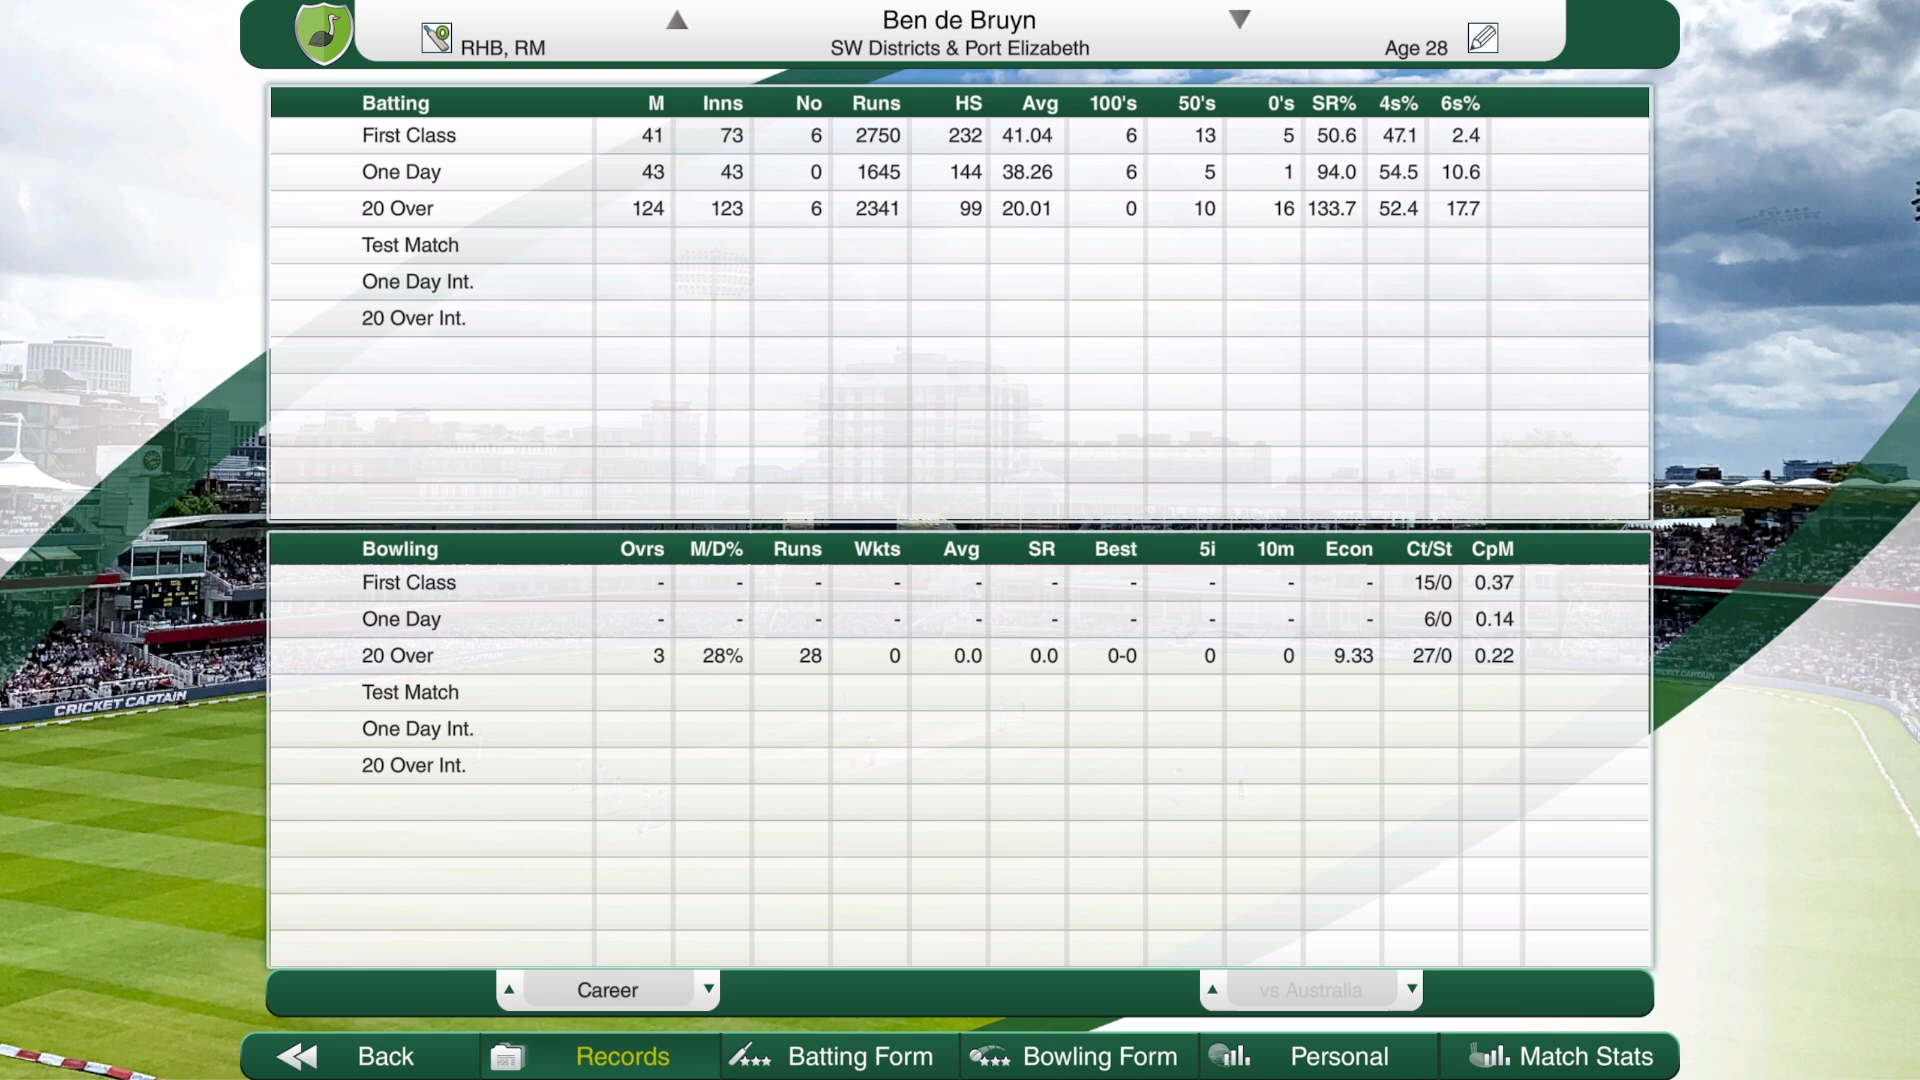 Ben de Bruyn
RHB, RM SW Districts & Port Elizabeth Age 28
Batting M Inns No Runs HS Avg 100's 50's 0's SR% 4s% 6s%
First Class 41 73 6 2750 232 41.04 6 13 5 50.6 47.1 2.4
One Day 43 43 0 1645 144 38.26 6 5 1 94.0 54.5 10.6
20 Over 124 123 6 2341 99 20.01 0 10 16 133.7 52.4 17.7
Test Match
One Day Int.
20 Over Int.
Bowling Ovrs M/D% Runs Wkts Avg SR Best 5i 10m Econ Ct/St CpM
First Class - - - - - - - - - - 15/0 0.37
One Day - - - - - - - - - - 6/0 0.14
20 Over 3 28% 28 0 0.0 0.0 0-0 0 0 9.33 27/0 0.22
Test Match
One Day Int.
20 Over Int.
CRICKET CAPTAIN
Career vs Australia
Back Records Batting Form Bowling Form Personal Match Stats